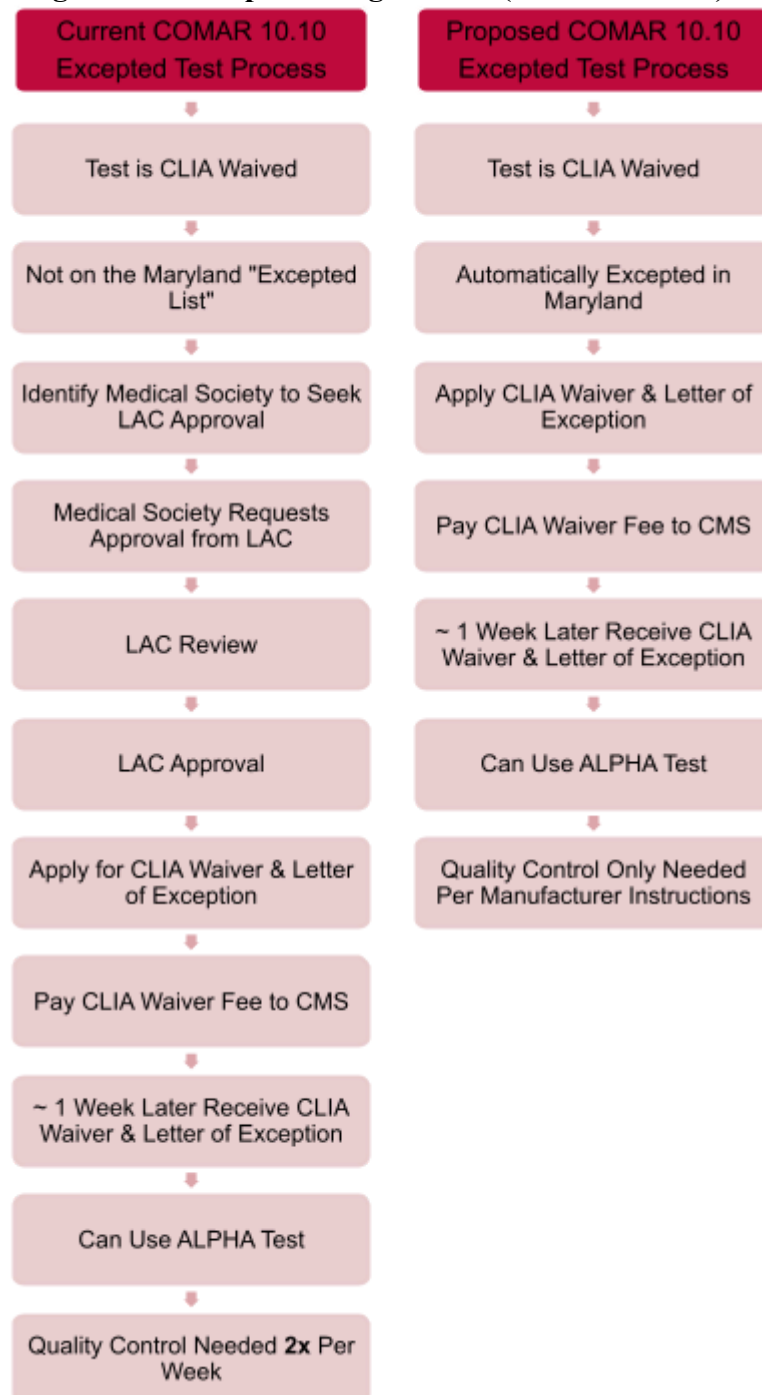 Current COMAR 10.10
Excepted Test Process
Test is CLIA Waived
Not on the Maryland "Excepted
List"
Identify Medical Society to Seek
LAC Approval
Medical Society Requests
Approval from LAC
LAC Review
LAC Approval
Apply for CLIA Waiver & Letter
of Exception
Pay CLIA Waiver Fee to CMS
~ 1 Week Later Receive CLIA
Waiver & Letter of Exception
Can Use ALPHA Test
Quality Control Needed 2x Per
Week
Proposed COMAR 10.10
Excepted Test Process
Test is CLIA Waived
Automatically Excepted in
Maryland
Apply CLIA Waiver & Letter of
Exception
Pay CLIA Waiver Fee to CMS
~ 1 Week Later Receive CLIA
Waiver & Letter of Exception
Can Use ALPHA Test
Quality Control Only Needed
Per Manufacturer Instructions